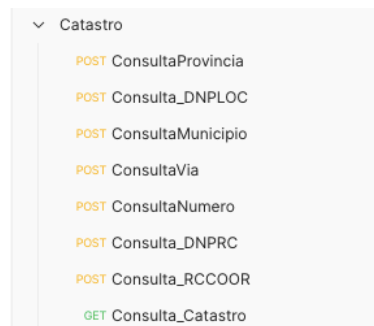 Catastro
POST ConsultaProvincia
POST Consulta_DNPLOC
POST ConsultaMunicipio
POST ConsultaVia
POST ConsultaNumero
POST Consulta_DNPRC
POST Consulta_RCCOOR
GET Consulta_Catastro